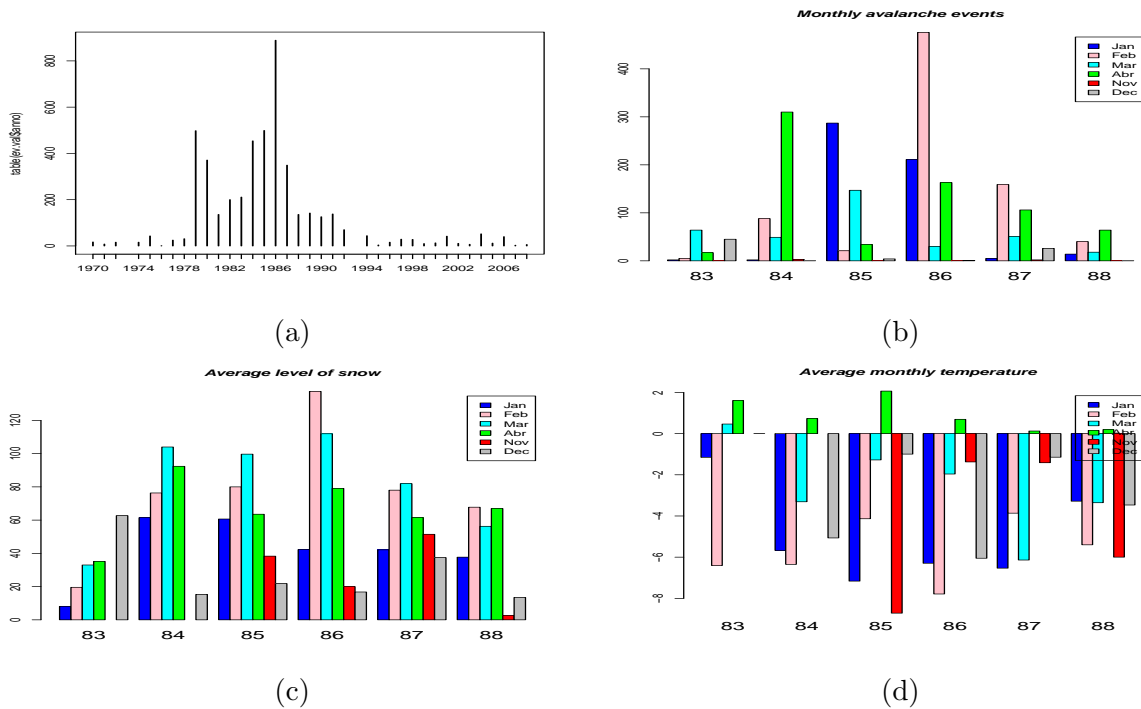 table(ev.val$anno)
800
600
400
200
0
1970 1974 1978 1982 1986 1990 1994 1998 2002 2006
(a)
Monthly avalanche events
400
300
200
100
0
83 84 85 86 87 88
Jan
Feb
Mar
Abr
Nov
Dec
(b)
Average level of snow
120
100
80
60
40
20
0
83 84 85 86 87 88
Jan
Feb
Mar
Abr
Nov
Dec
(c)
Average monthly temperature
2
0
-2
-4
-6
-8
83 84 85 86 87 88
Jan
Feb
Mar
Abr
Nov
Dec
(d)